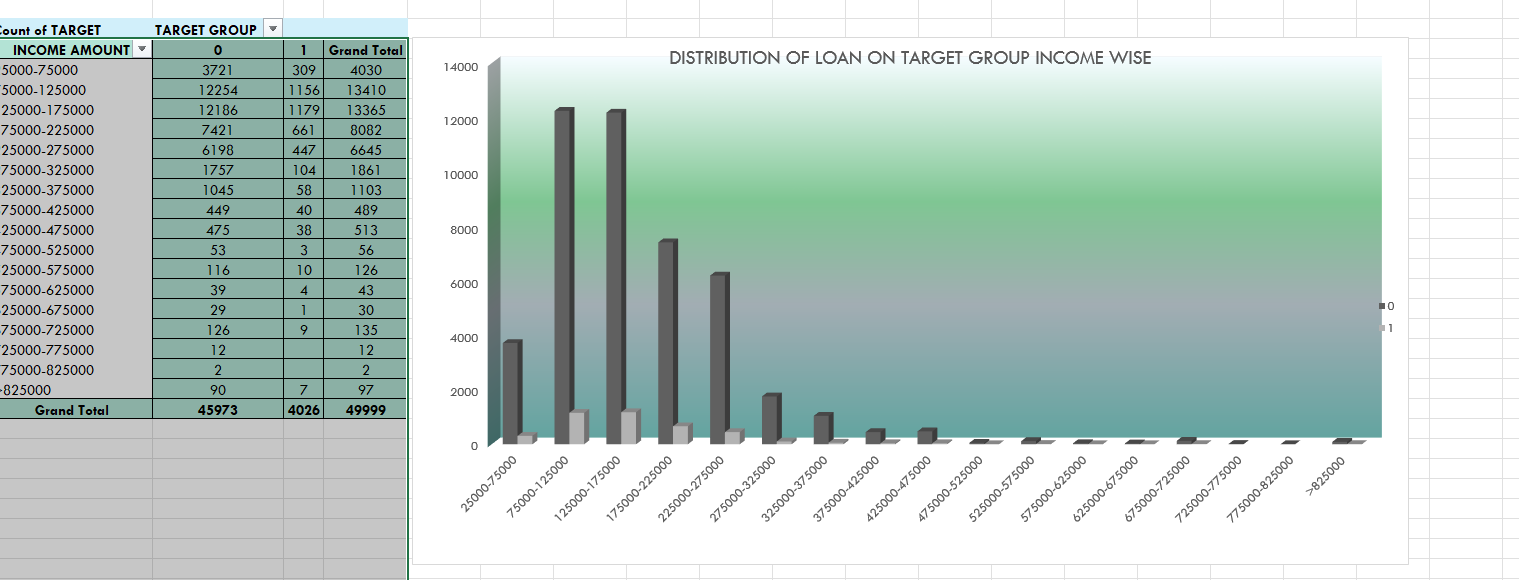 Count of TARGET TARGET GROUP
INCOME AMOUNT 0 1 Grand Total
5000-75000 3721 309 4030
5000-125000 12254 1156 13410
25000-175000 12186 1179 13365
75000-225000 7421 661 8082
25000-275000 6198 447 6645
75000-325000 1757 104 1861
25000-375000 1045 58 1103
75000-425000 449 40 489
25000-475000 475 38 513
75000-525000 53 3 56
25000-575000 116 10 126
75000-625000 39 4 43
25000-675000 29 1 30
75000-725000 126 9 135
25000-775000 12 12
75000-825000 2 2
>825000 90 7 97
Grand Total 45973 4026 49999
DISTRIBUTION OF LOAN ON TARGET GROUP INCOME WISE
14000
12000
10000
8000
6000
4000
2000
0
25000-75000
75000-125000
125000-175000
175000-225000
225000-275000
275000-325000
325000-375000
375000-425000
425000-475000
475000-525000
525000-575000
575000-625000
625000-675000
675000-725000
725000-775000
775000-825000
>825000
0
1